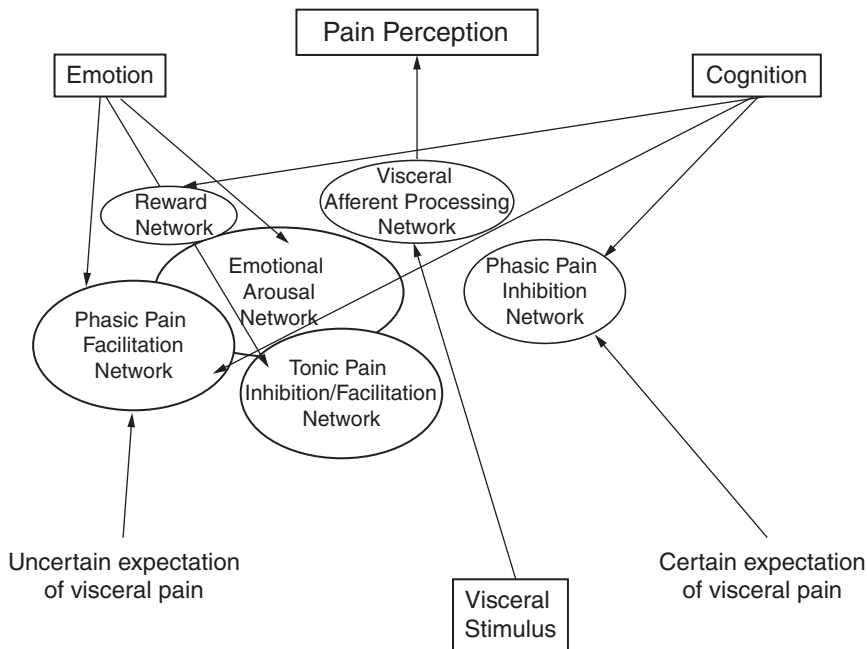 Pain Perception
Emotion
Cognition
Reward
Network
Visceral
Afferent Processing
Network
Emotional
Arousal
Network
Phasic Pain
Inhibition
Network
Phasic Pain
Facilitation
Network
Tonic Pain
Inhibition/Facilitation
Network
Uncertain expectation
of visceral pain
Visceral
Stimulus
Certain expectation
of visceral pain